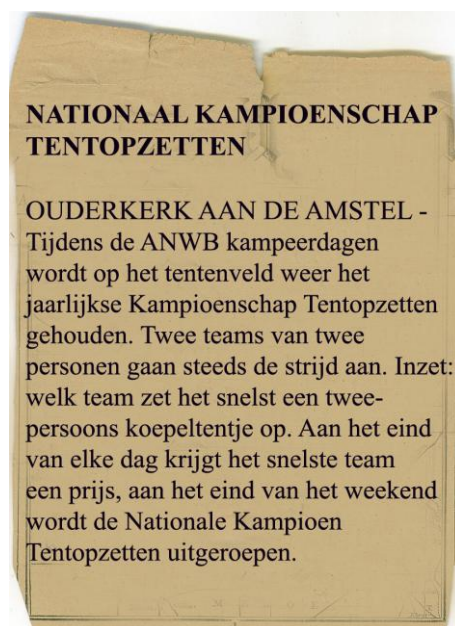 NATIONAAL KAMPIOENSCHAP
TENTOPZETTEN
OUDERKERK AAN DE AMSTEL -
Tijdens de ANWB kampeerdagen
wordt op het tentenveld weer het
jaarlijkse Kampioenschap Tentopzetten
gehouden. Twee teams van twee
personen gaan steeds de strijd aan. Inzet:
welk team zet het snelst een twee-
persoons koepeltentje op. Aan het eind
van elke dag krijgt het snelste team
een prijs, aan het eind van het weekend
wordt de Nationale Kampioen
Tentopzetten uitgeroepen.